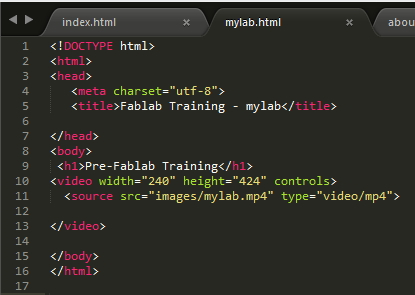 index.html × mylab.html × abou
1 <!DOCTYPE html>
2 <html>
3 <head>
4 <meta charset="utf-8">
5 <title>Fablab Training - mylab</title>
6
7 </head>
8 <body>
9 <h1>Pre-Fablab Training</h1>
10 <video width="240" height="424" controls>
11 <source src="images/mylab.mp4" type="video/mp4">
12
13 </video>
14
15 </body>
16 </html>
17